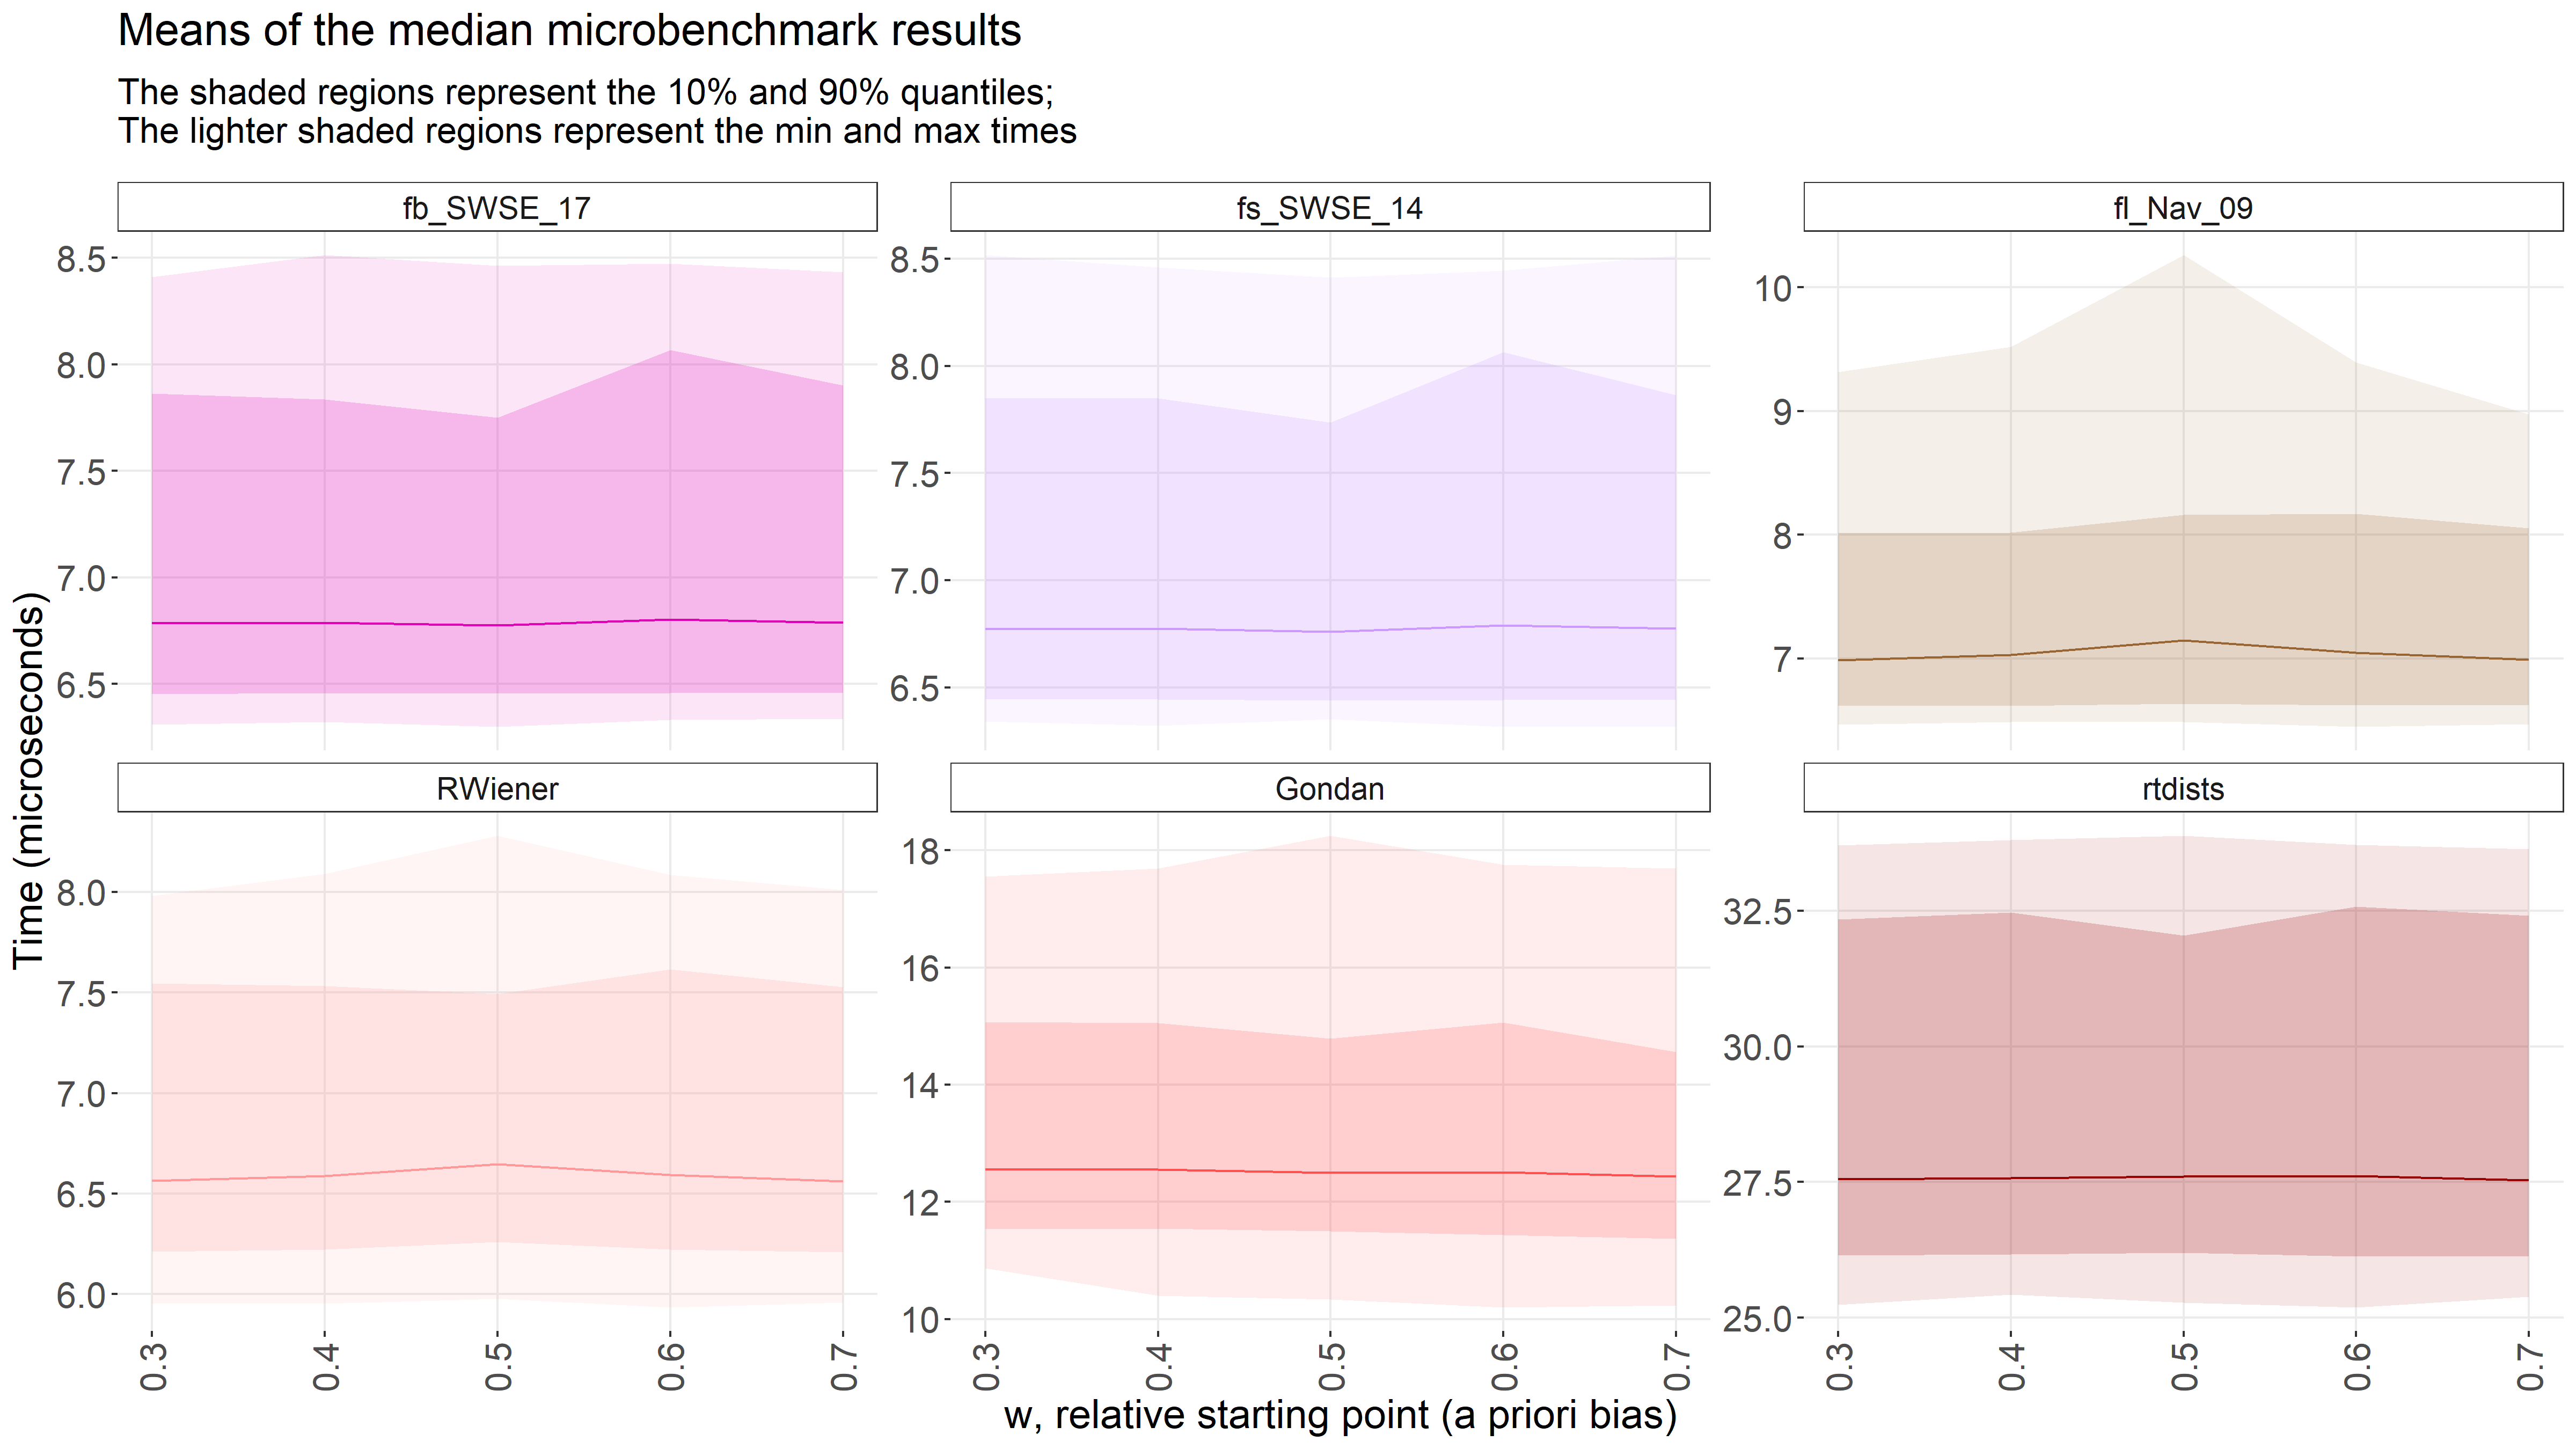 Means of the median microbenchmark results
The shaded regions represent the 10% and 90% quantiles;
The lighter shaded regions represent the min and max times
fb_SWSE_17
fs_SWSE_14
fl_Nav_09
8.5
8.0
7.5
7.0
6.5
8.5
8.0
7.5
7.0
6.5
10
9
8
7
RWiener
Gondan
rtdists
8.0
7.5
7.0
6.5
6.0
18
16
14
12
10
32.5
30.0
27.5
25.0
0.3 0.4 0.5 0.6 0.7
0.3 0.4 0.5 0.6 0.7
0.3 0.4 0.5 0.6 0.7
Time (microseconds)
w, relative starting point (a priori bias)